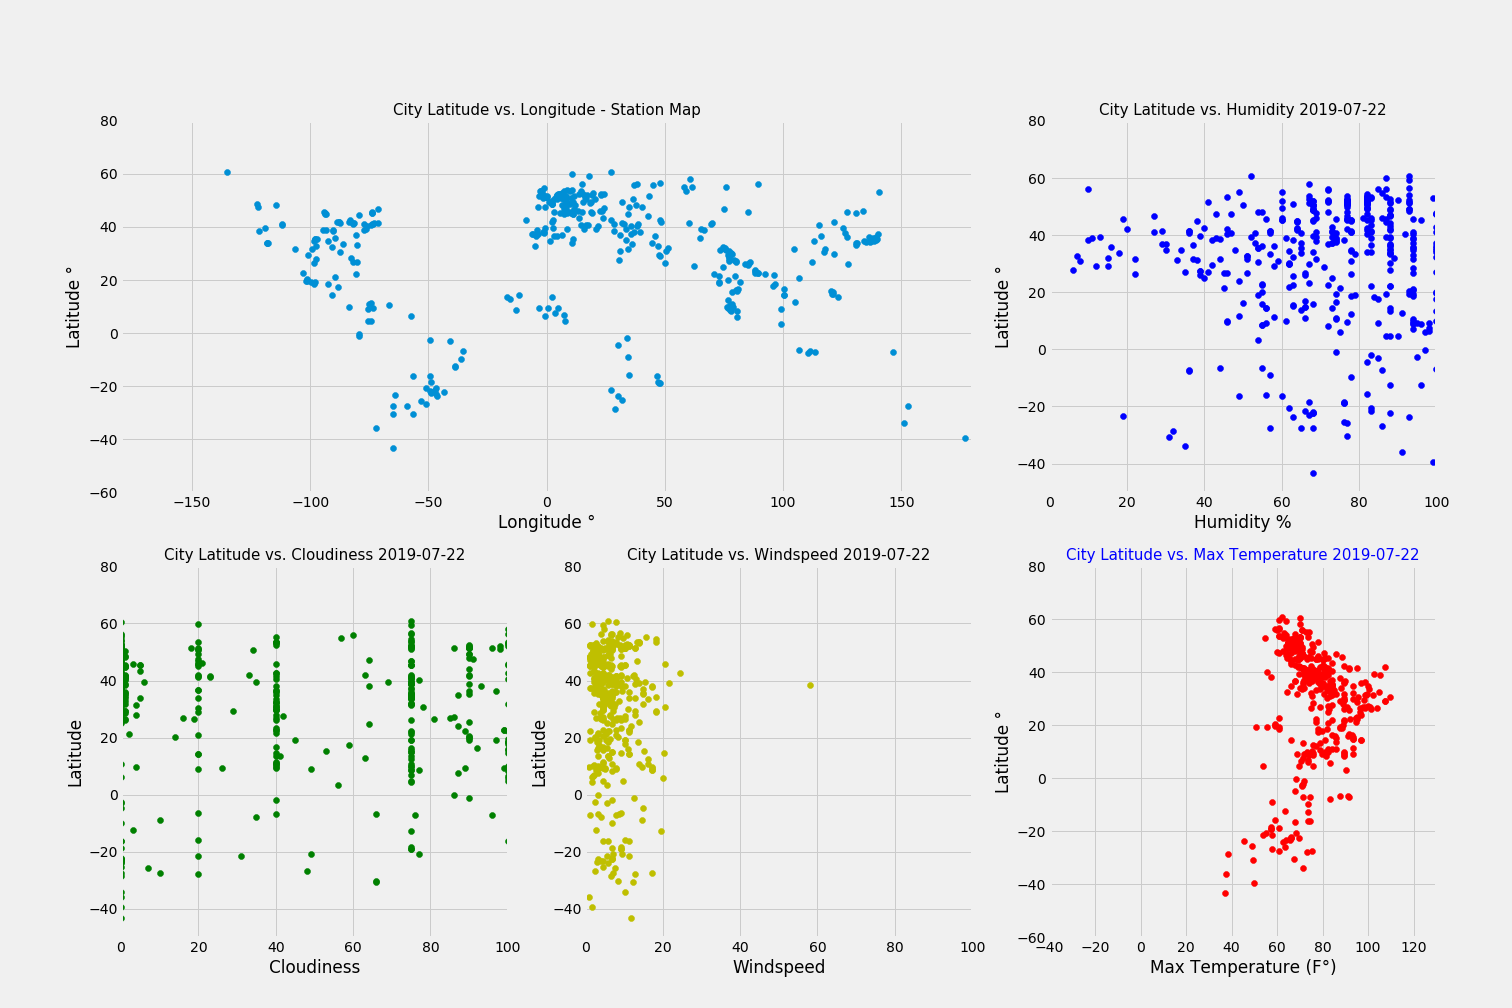 City Latitude vs. Longitude - Station Map
80
60
40
20
0
−20
−40
−60
Latitude °
−150 −100 −50 0 50 100 150
Longitude °
City Latitude vs. Humidity 2019-07-22
80
60
40
20
0
−20
−40
Latitude °
0 20 40 60 80 100
Humidity %
City Latitude vs. Cloudiness 2019-07-22
80
60
40
20
0
−20
−40
Latitude
0 20 40 60 80 100
Cloudiness
City Latitude vs. Windspeed 2019-07-22
80
60
40
20
0
−20
−40
Latitude
0 20 40 60 80 100
Windspeed
City Latitude vs. Max Temperature 2019-07-22
80
60
40
20
0
−20
−40
−60
Latitude °
−40 −20 0 20 40 60 80 100 120
Max Temperature (F°)